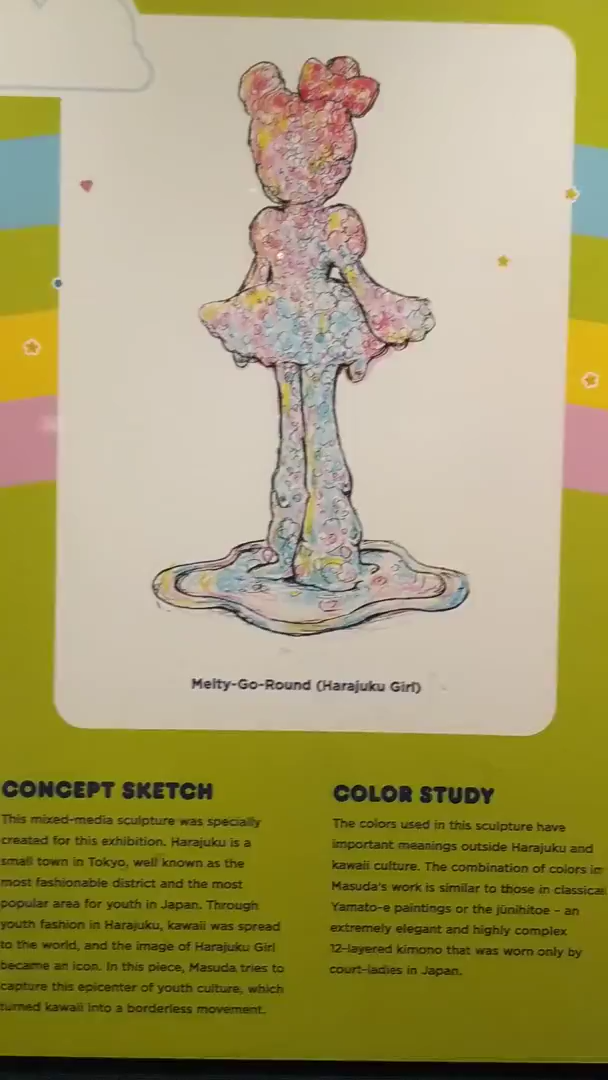 Melty-Go-Round (Harajuku Girl)
CONCEPT SKETCH
This mixed-media sculpture was specially
created for this exhibition. Harajuku is a
small town in Tokyo, well known as the
most fashionable district and the most
popular area for youth in Japan. Through
youth fashion in Harajuku, kawaii was spread
to the world, and the image of Harajuku Girl
became an icon. In this piece, Masuda tries to
capture this epicenter of youth culture, which
turned kawaii into a borderless movement.
COLOR STUDY
The colors used in this sculpture have
important meanings outside Harajuku and
kawaii culture. The combination of colors in
Masuda's work is similar to those in classical
Yamato-e paintings or the jūnihitoe - an
extremely elegant and highly complex
12-layered kimono that was worn only by
court-ladies in Japan.